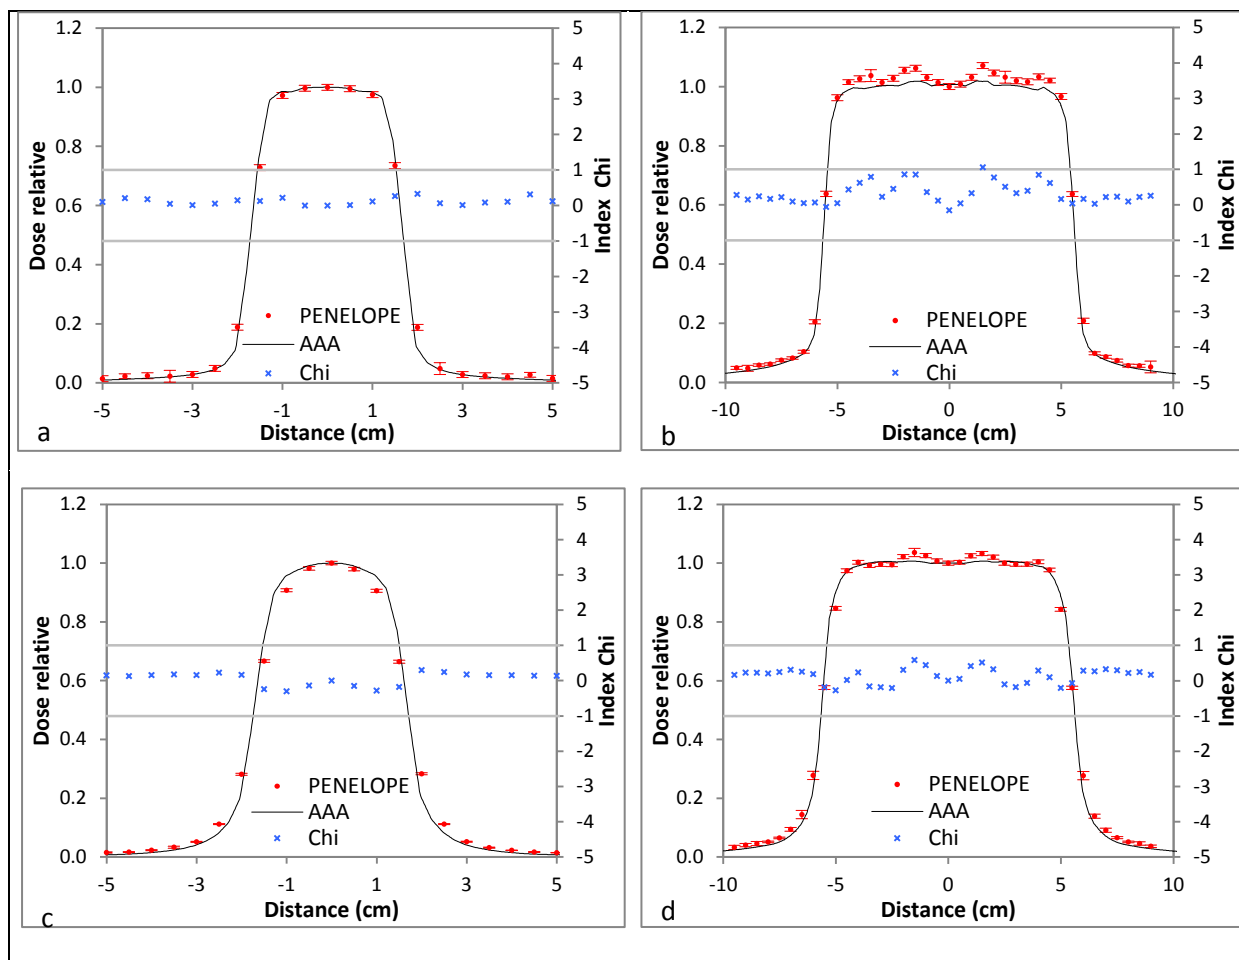 1.2
1.0
0.8
0.6
0.4
0.2
0.0
Dose relative
5
4
3
2
1
0
-1
-2
-3
-4
-5
Index Chi
PENELOPE
AAA
Chi
-5 -3 -1 1 3 5
Distance (cm)
a
1.2
1.0
0.8
0.6
0.4
0.2
0.0
Dose relative
5
4
3
2
1
0
-1
-2
-3
-4
-5
Index Chi
PENELOPE
AAA
Chi
-10 -5 0 5 10
Distance (cm)
b
1.2
1.0
0.8
0.6
0.4
0.2
0.0
Dose relative
5
4
3
2
1
0
-1
-2
-3
-4
-5
Index Chi
PENELOPE
AAA
Chi
-5 -3 -1 1 3 5
Distance (cm)
c
1.2
1.0
0.8
0.6
0.4
0.2
0.0
Dose relative
5
4
3
2
1
0
-1
-2
-3
-4
-5
Index Chi
PENELOPE
AAA
Chi
-10 -5 0 5 10
Distance (cm)
d